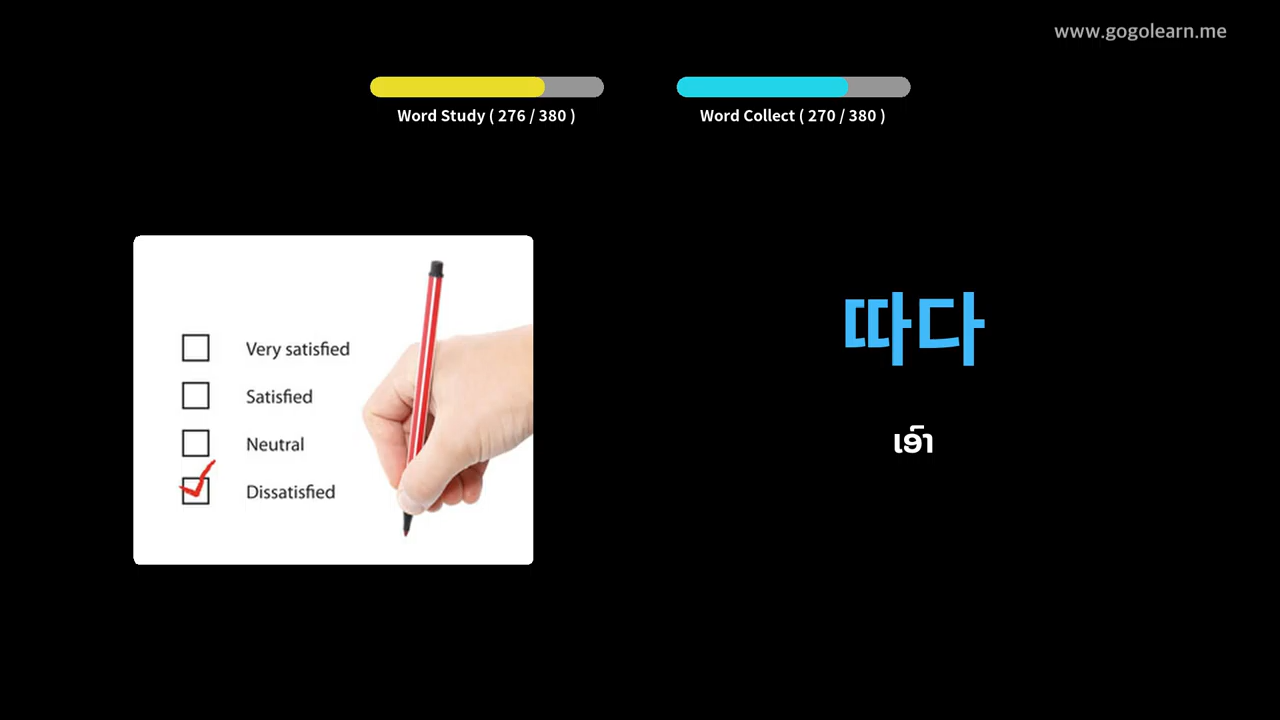 www.gogolearn.me
Word Study ( 276 / 380 )
Word Collect ( 270 / 380 )
Very satisfied
Satisfied
Neutral
Dissatisfied
따다
ເອົາ